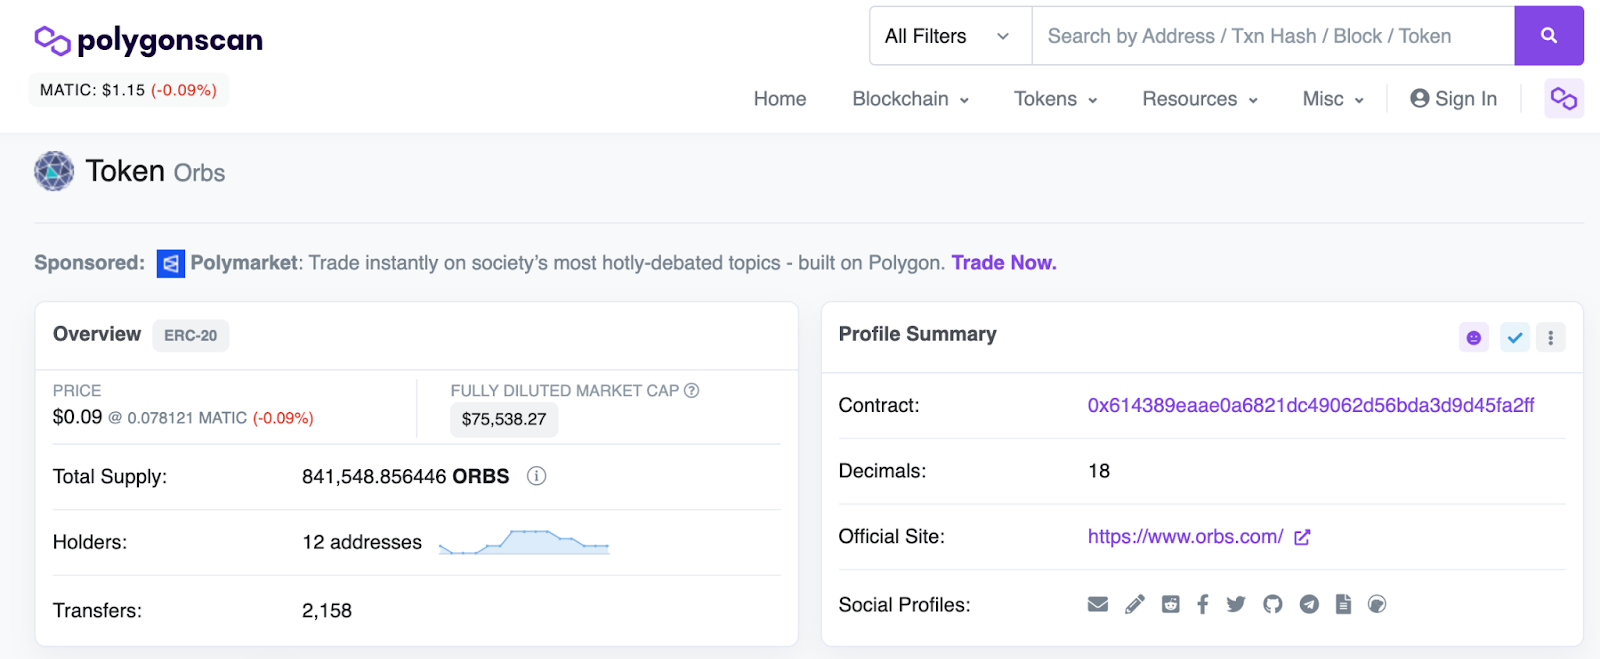 polygonscan
All Filters
Search by Address / Txn Hash / Block / Token
MATIC: $1.15 (-0.09%)
Home Blockchain Tokens Resources Misc Sign In
Token Orbs
Sponsored: Polymarket: Trade instantly on society’s most hotly-debated topics - built on Polygon. Trade Now.
Overview ERC-20
PRICE
$0.09 @ 0.078121 MATIC (-0.09%)
FULLY DILUTED MARKET CAP
$75,538.27
Total Supply: 841,548.856446 ORBS
Holders: 12 addresses
Transfers: 2,158
Profile Summary
Contract: 0x614389eaae0a6821dc49062d56bda3d9d45fa2ff
Decimals: 18
Official Site: https://www.orbs.com/
Social Profiles: